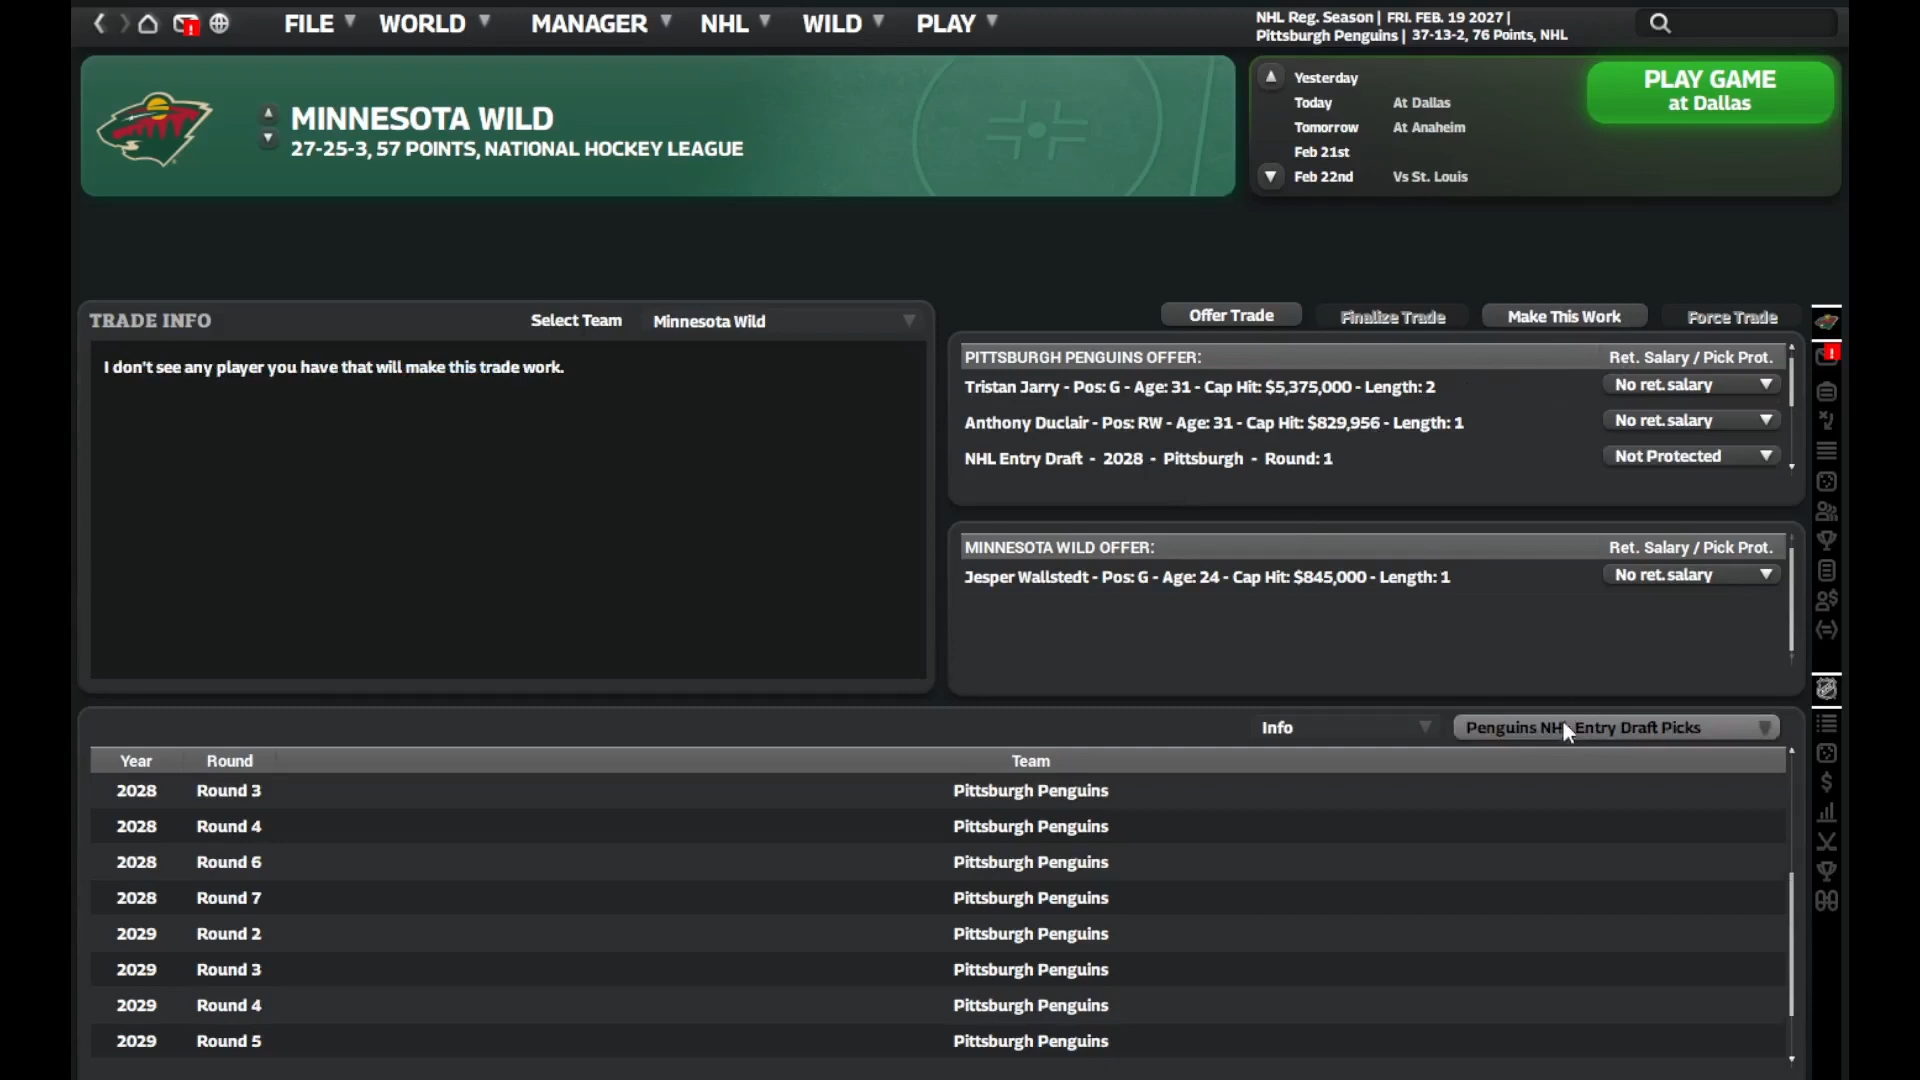 FILE WORLD MANAGER NHL WILD PLAY
NHL Reg. Season | FRI. FEB. 19 2027 |
Pittsburgh Penguins | 37-13-2, 76 Points, NHL
MINNESOTA WILD
27-25-3, 57 POINTS, NATIONAL HOCKEY LEAGUE
Yesterday
Today At Dallas
Tomorrow At Anaheim
Feb 21st
Feb 22nd Vs St. Louis
PLAY GAME
at Dallas
TRADE INFO Select Team Minnesota Wild
I don't see any player you have that will make this trade work.
Offer Trade Finalize Trade Make This Work Force Trade
PITTSBURGH PENGUINS OFFER: Ret. Salary / Pick Prot.
Tristan Jarry - Pos: G - Age: 31 - Cap Hit: $5,375,000 - Length: 2 No ret. salary
Anthony Duclair - Pos: RW - Age: 31 - Cap Hit: $829,956 - Length: 1 No ret. salary
NHL Entry Draft - 2028 - Pittsburgh - Round: 1 Not Protected
MINNESOTA WILD OFFER: Ret. Salary / Pick Prot.
Jesper Wallstedt - Pos: G - Age: 24 - Cap Hit: $845,000 - Length: 1 No ret. salary
Info Penguins NHL Entry Draft Picks
Year Round Team
2028 Round 3 Pittsburgh Penguins
2028 Round 4 Pittsburgh Penguins
2028 Round 6 Pittsburgh Penguins
2028 Round 7 Pittsburgh Penguins
2029 Round 2 Pittsburgh Penguins
2029 Round 3 Pittsburgh Penguins
2029 Round 4 Pittsburgh Penguins
2029 Round 5 Pittsburgh Penguins